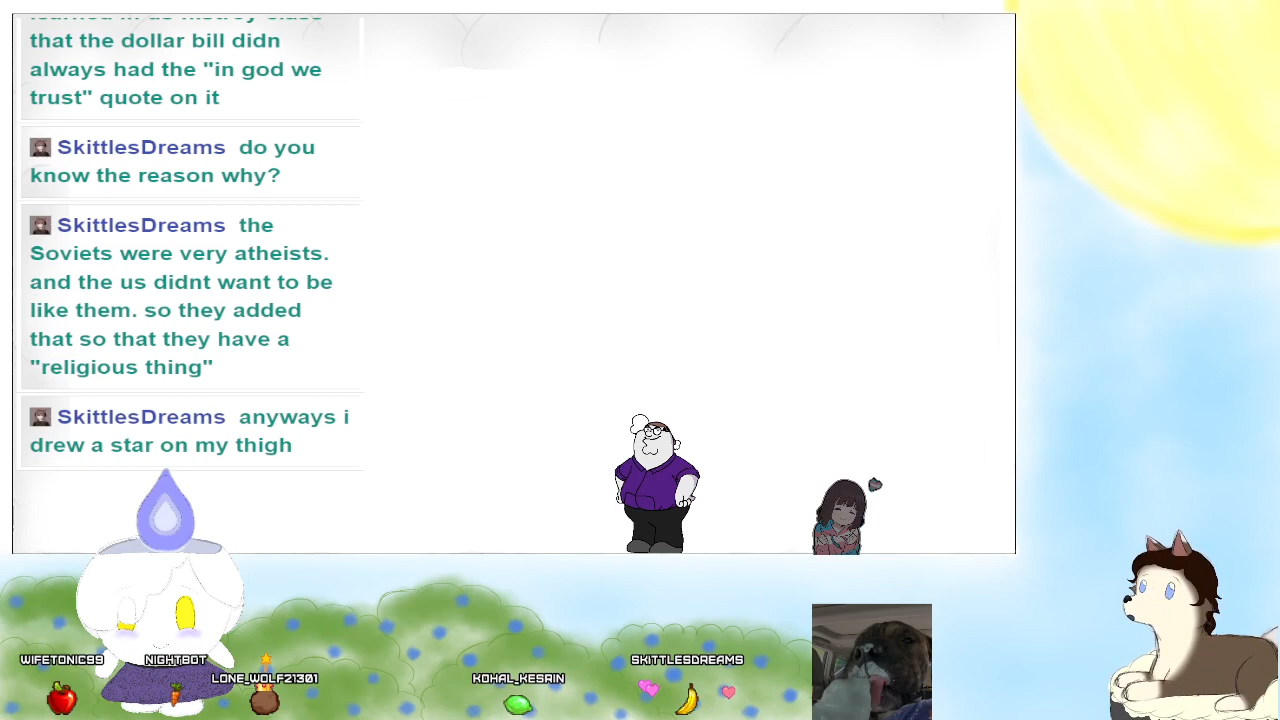 that the dollar bill didn
always had the "in god we
trust" quote on it
SkittlesDreams do you
know the reason why?
SkittlesDreams the
Soviets were very atheists.
and the us didnt want to be
like them. so they added
that so that they have a
"religious thing"
SkittlesDreams anyways i
drew a star on my thigh
WIFETONIC99
NIGHTBOT
LONE_WOLF21301
KOHAL_KESRIN
SKITTLESDREAMS